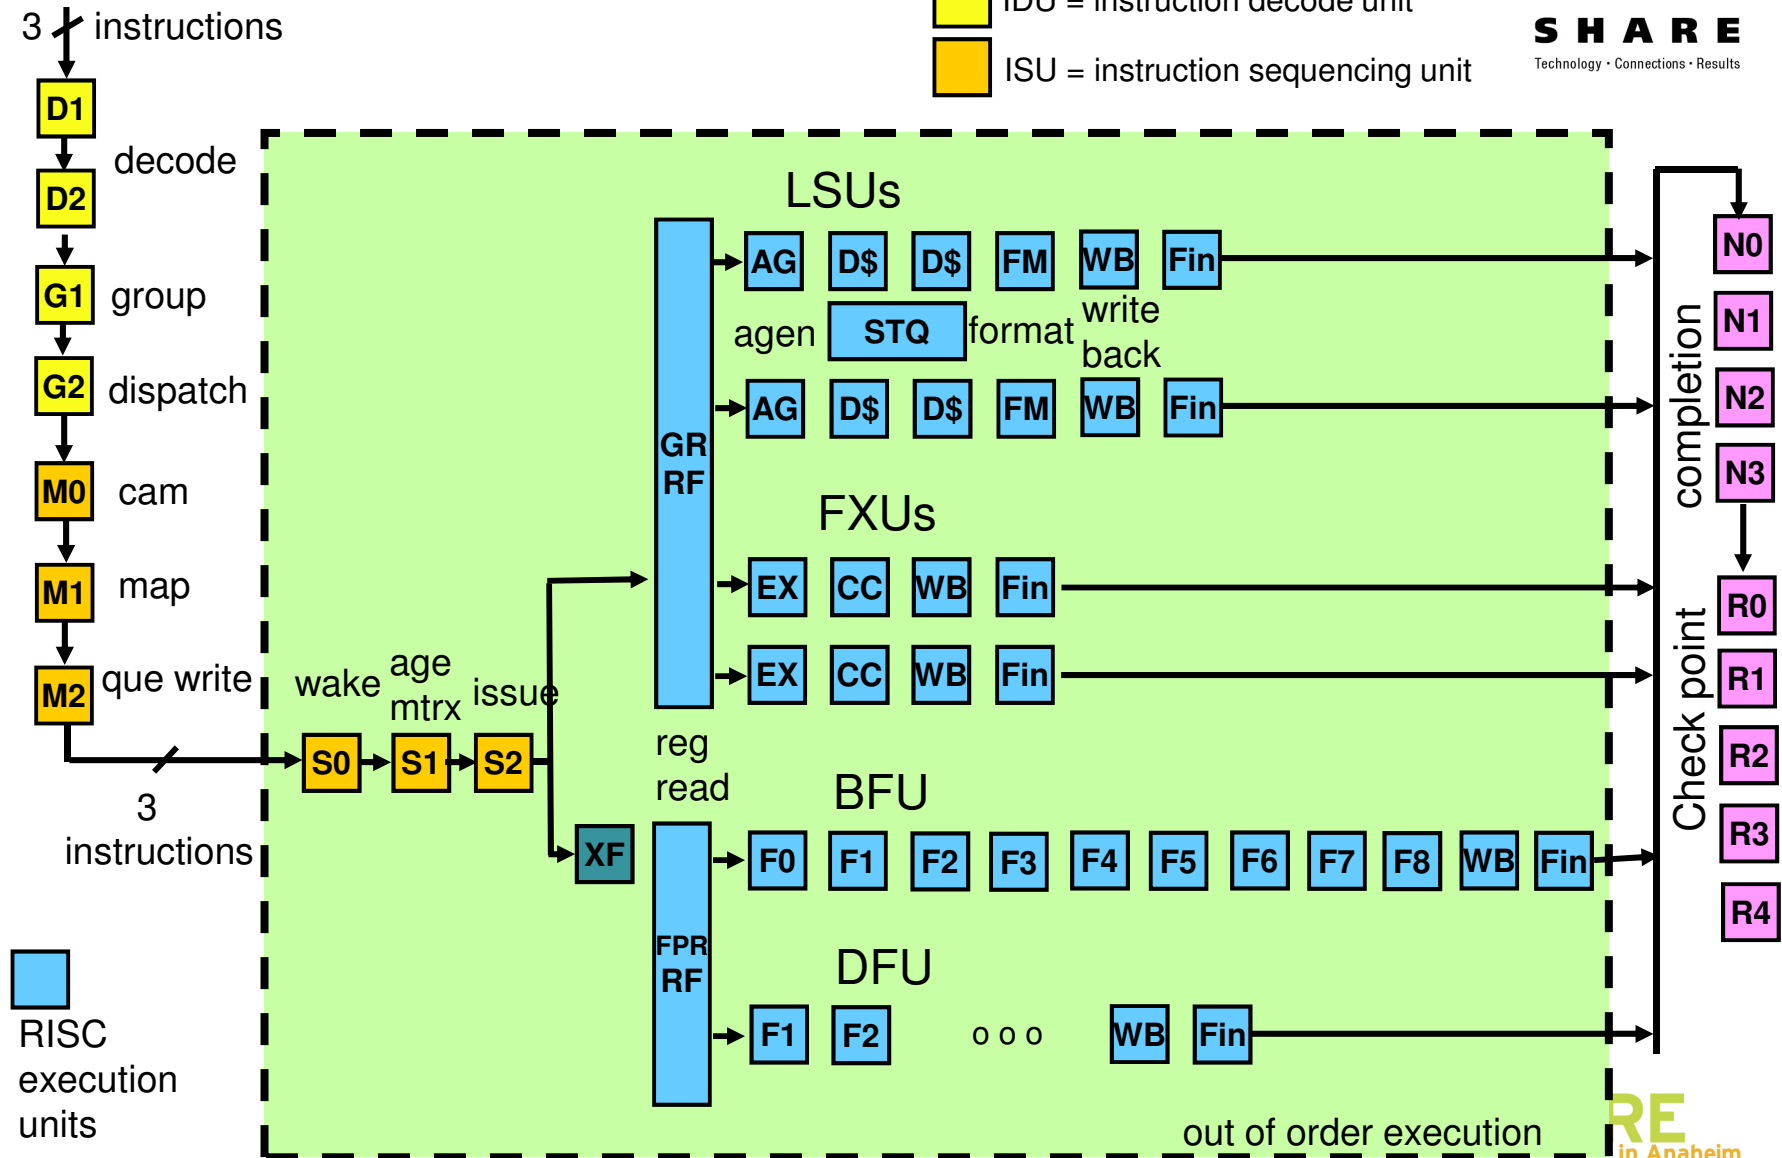 3 instructions
IDU = instruction decode unit
ISU = instruction sequencing unit
SHARE
Technology · Connections · Results
D1
decode
D2
G1 group
G2 dispatch
M0 cam
M1 map
M2 que write
3
instructions
wake
age
mtrx
issue
S0 S1 S2
XF
GR
RF
reg
read
FPR
RF
LSUs
AG D$ D$ FM WB Fin
agen STQ format write
back
AG D$ D$ FM WB Fin
FXUs
EX CC WB Fin
EX CC WB Fin
BFU
F0 F1 F2 F3 F4 F5 F6 F7 F8 WB Fin
DFU
F1 F2 o o o WB Fin
out of order execution
completion
N0
N1
N2
N3
Check point
R0
R1
R2
R3
R4
RISC
execution
units
RE
in Anaheim